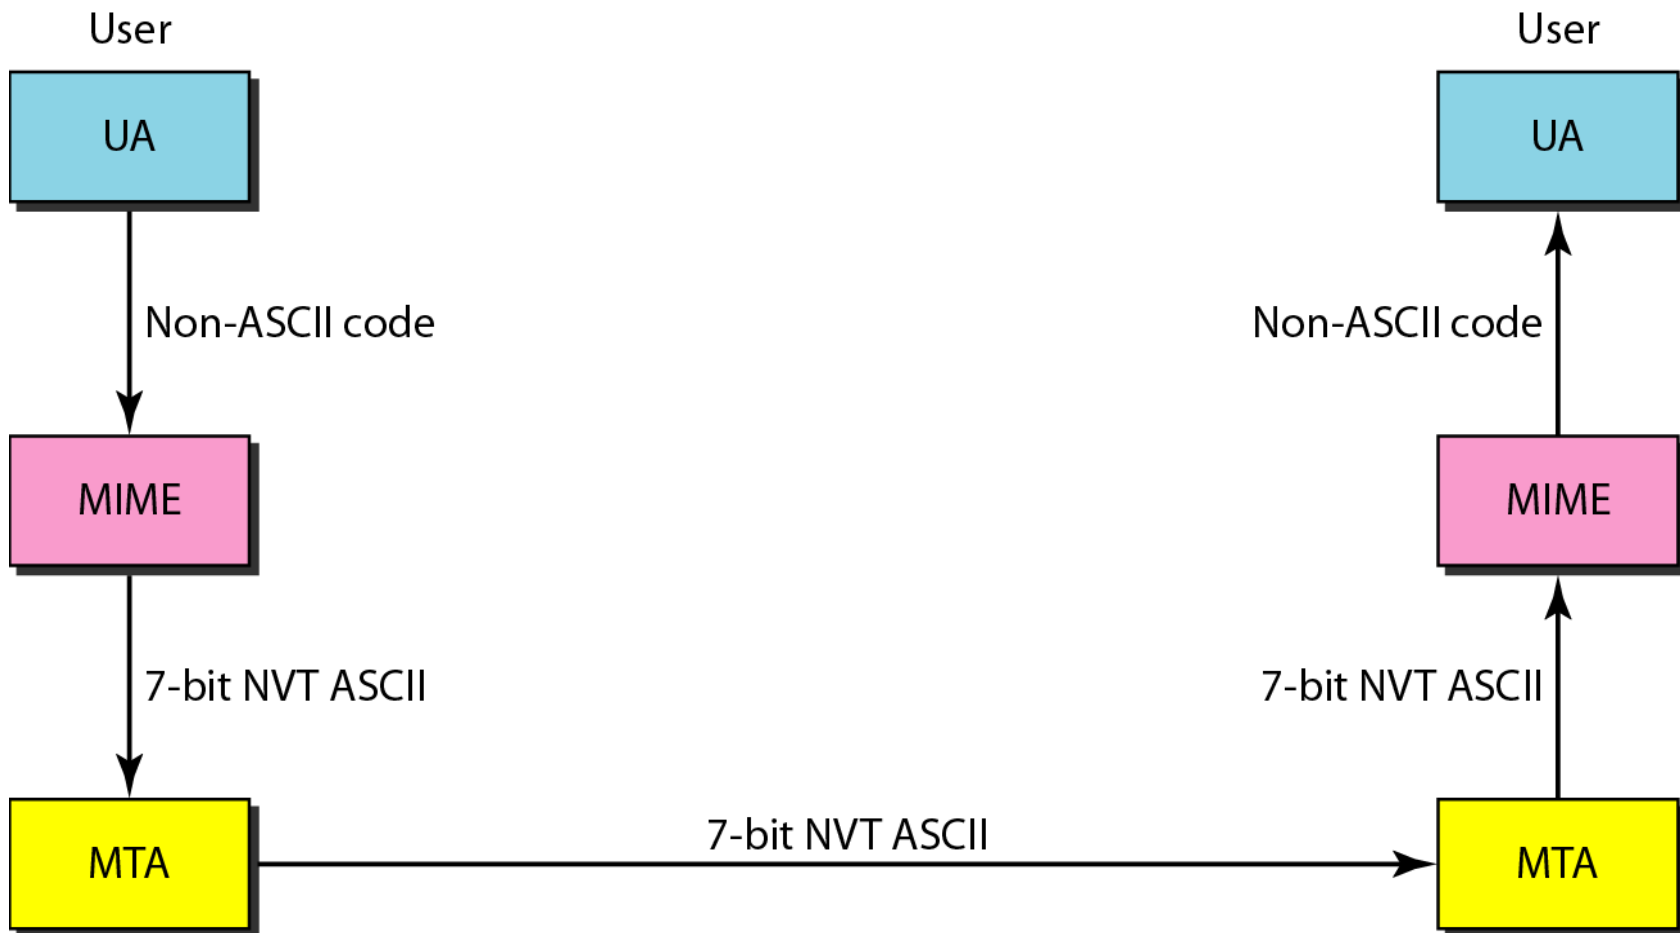 User
User
UA
UA
Non-ASCII code
Non-ASCII code
MIME
MIME
7-bit NVT ASCII
7-bit NVT ASCII
7-bit NVT ASCII
MTA
MTA